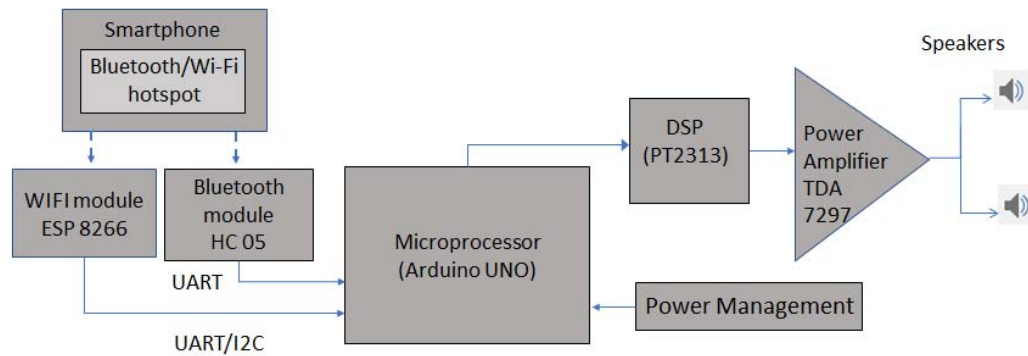 Smartphone
Bluetooth/Wi-Fi
hotspot
WIFI module
ESP 8266
Bluetooth
module
HC 05
UART
UART/I2C
Microprocessor
(Arduino UNO)
DSP
(PT2313)
Power
Amplifier
TDA
7297
Speakers
Power Management